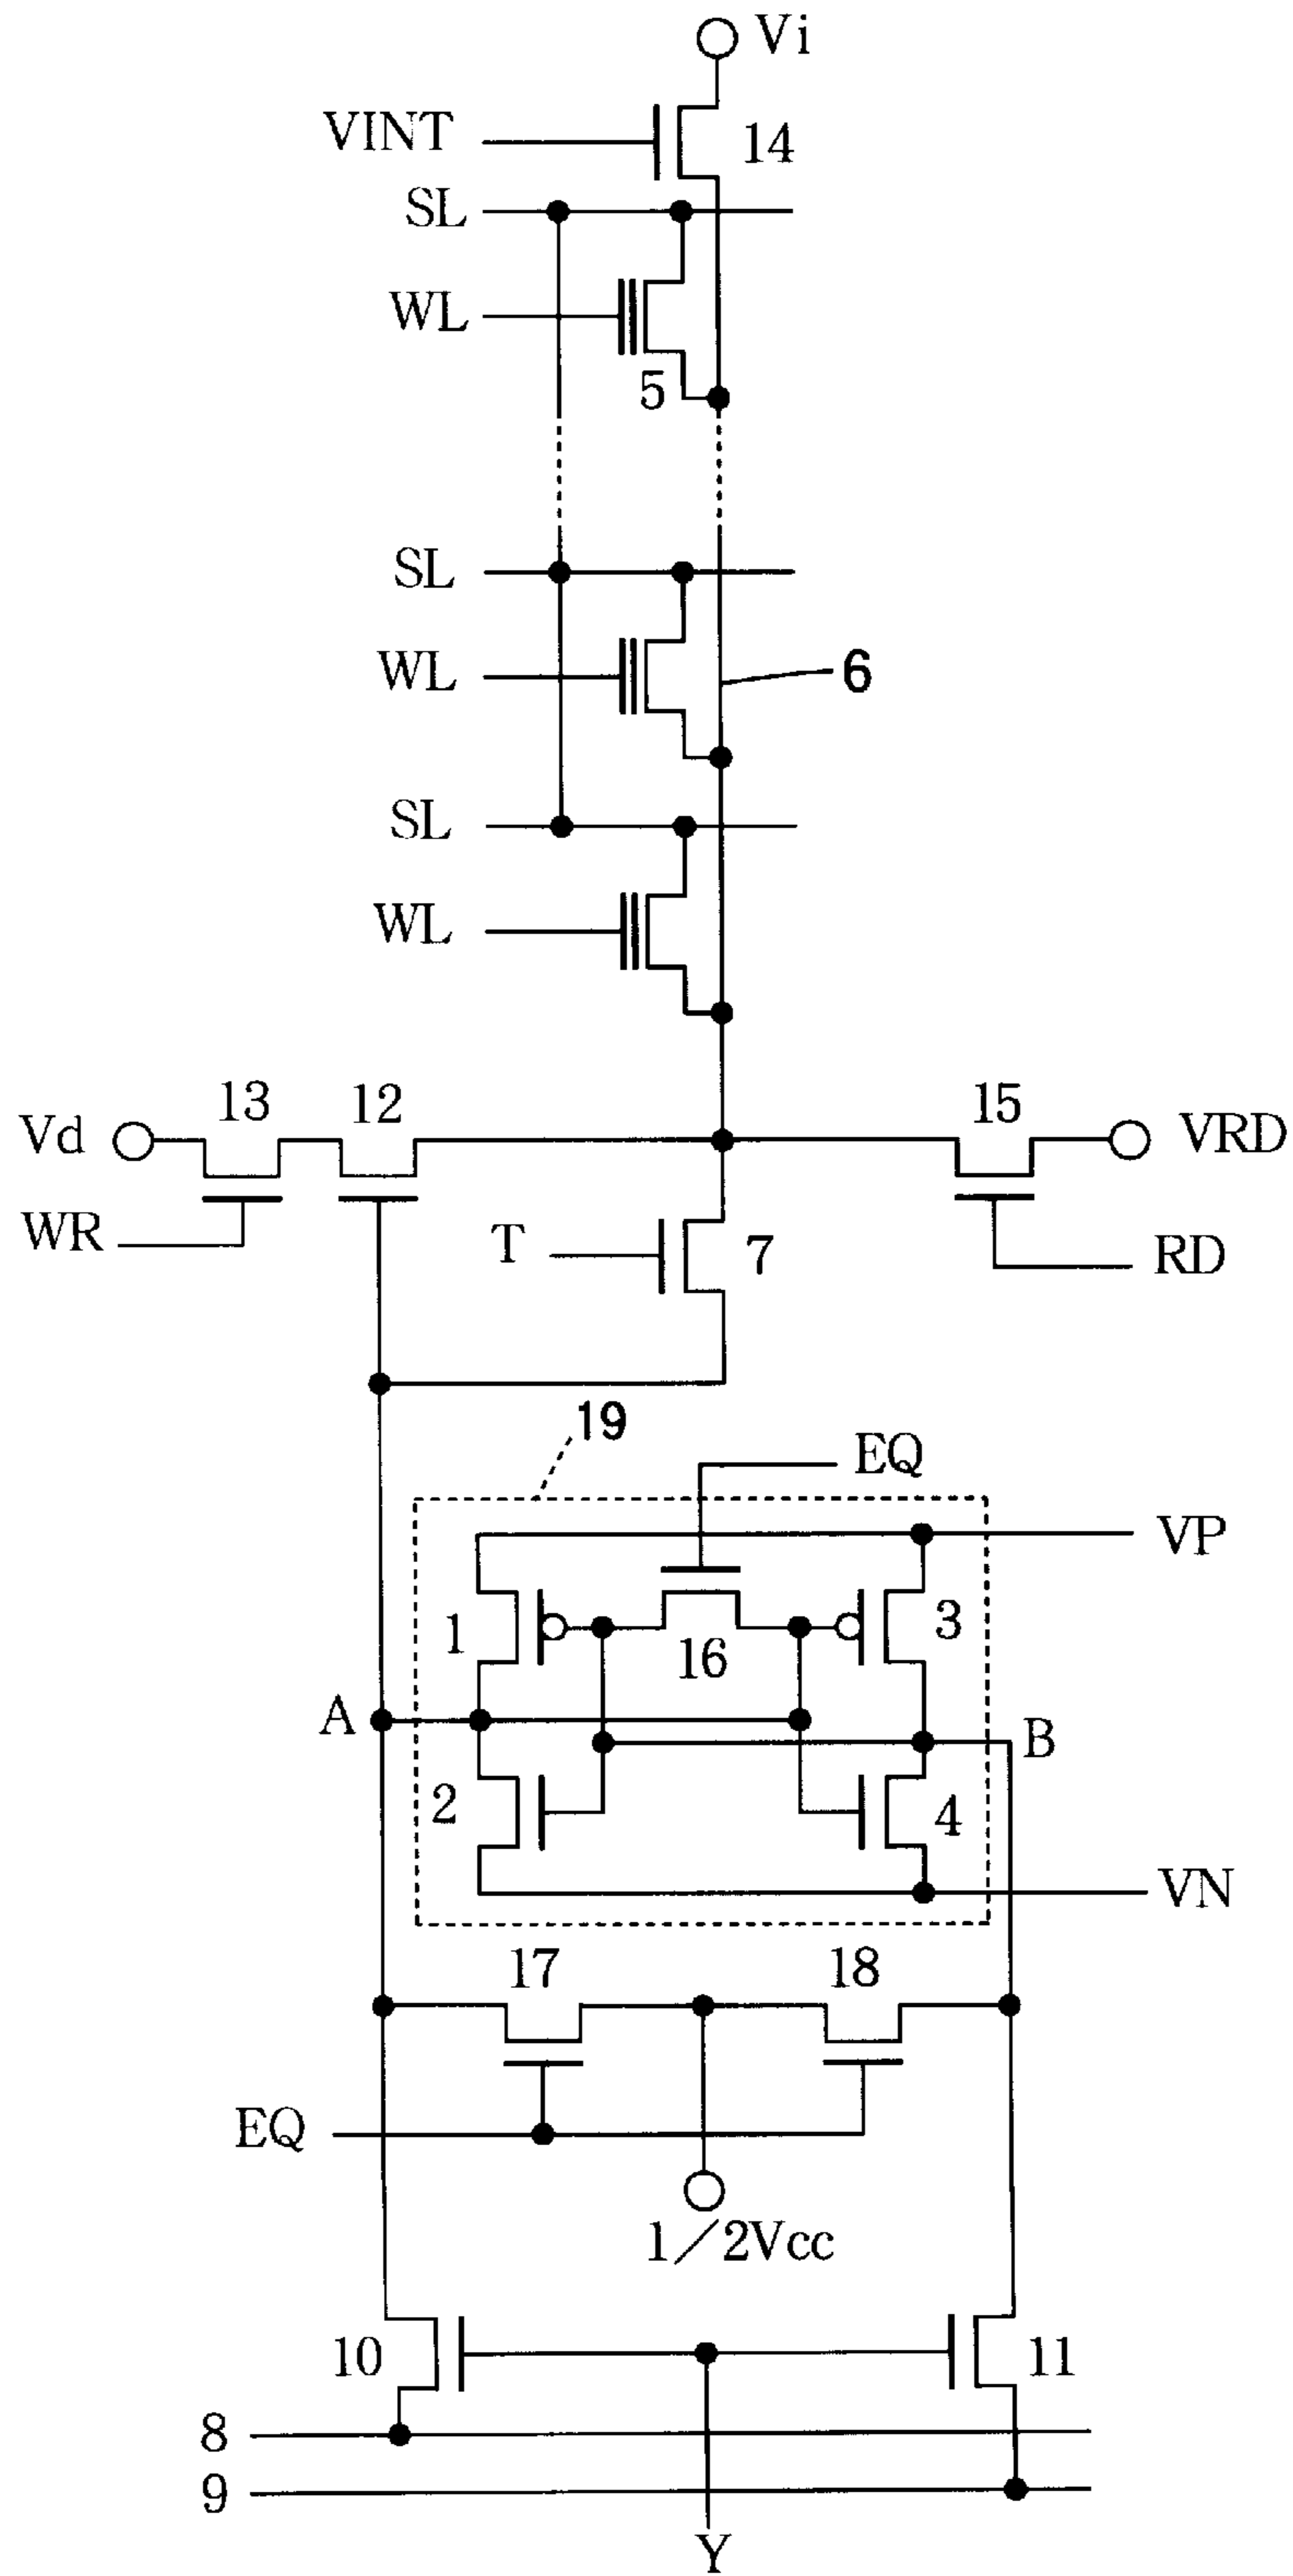 Vi
VINT
14
SL
WL
5
SL
WL
6
SL
WL
13
12
15
Vd
VRD
WR
T
7
RD
19
EQ
VP
1
3
16
A
B
2
4
VN
17
18
EQ
1/2Vcc
10
11
8
9
Y